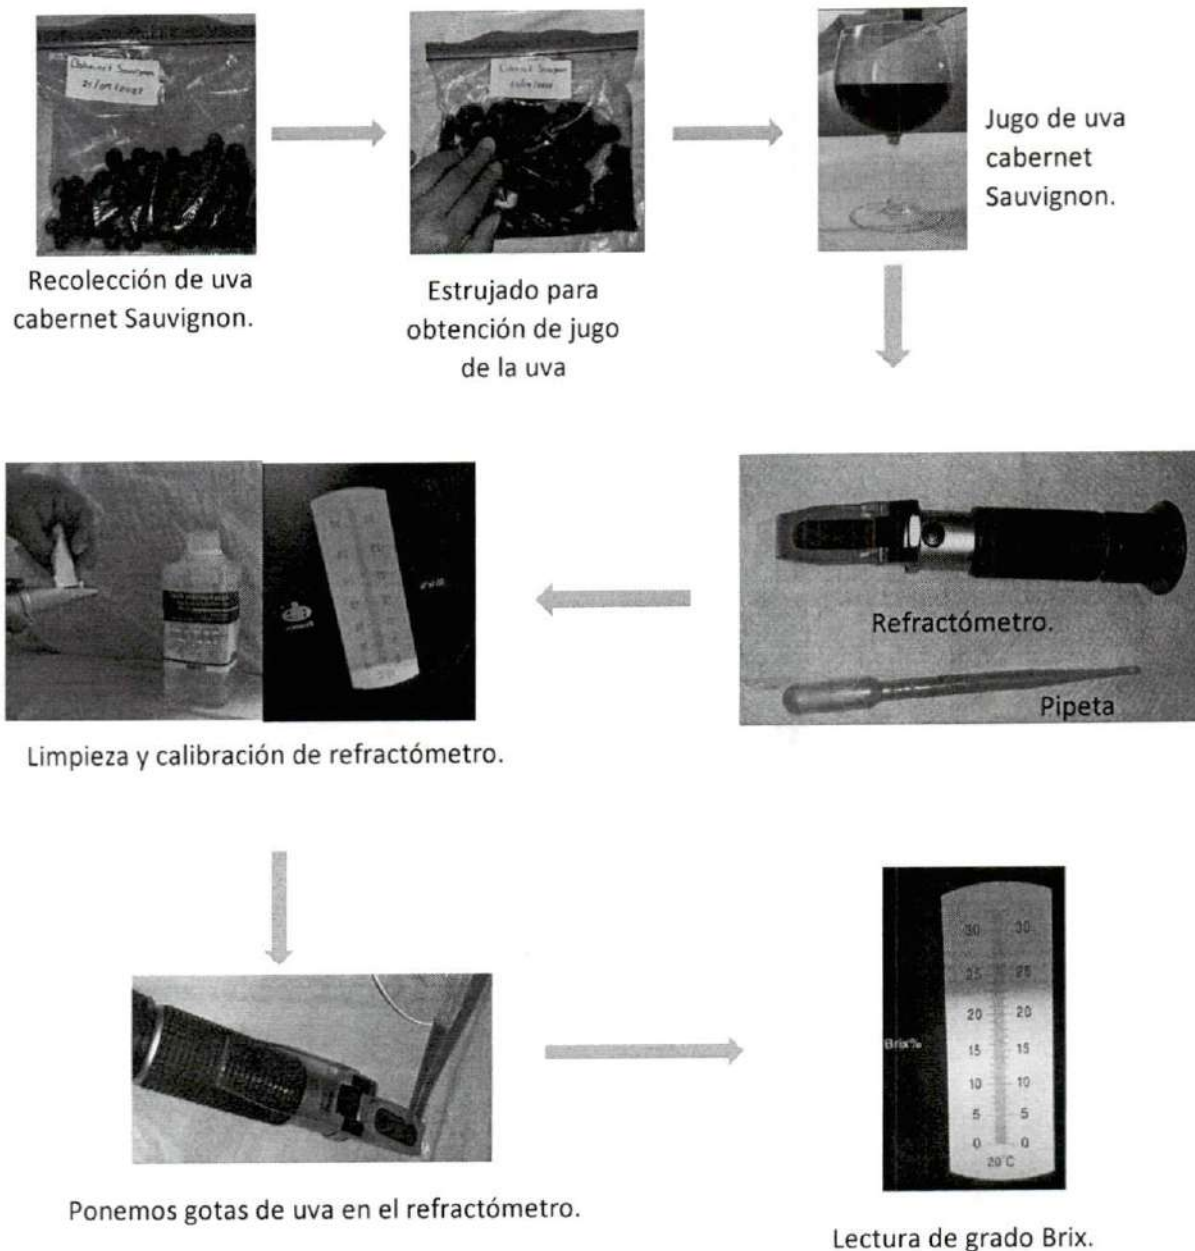 Cabernet Sauvignon
Recolección de uva
cabernet Sauvignon.
Estrujado para
obtención de jugo
de la uva
Jugo de uva
cabernet
Sauvignon.
Refractómetro.
Pipeta
Limpieza y calibración de refractómetro.
Ponemos gotas de uva en el refractómetro.
30 30
25 25
20 20
Brix%
15 15
10 10
5 5
0 0
20°C
Lectura de grado Brix.